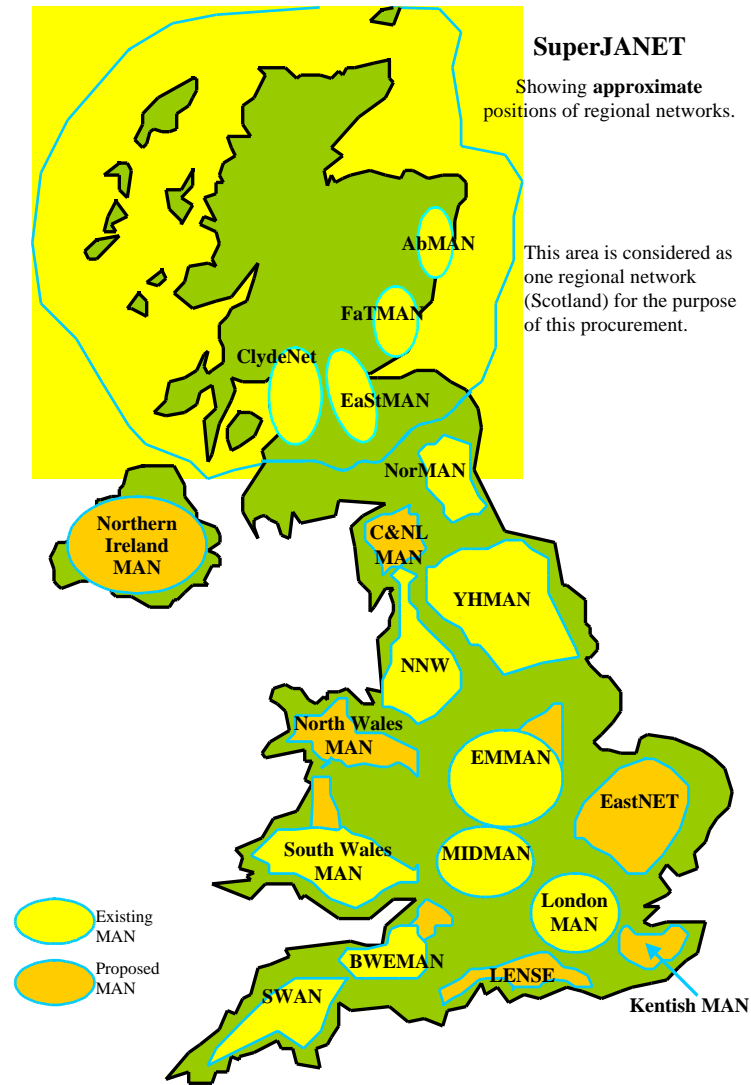 SuperJANET
Showing approximate
positions of regional networks.
AbMAN
This area is considered as
one regional network
(Scotland) for the purpose
of this procurement.
FaTMAN
ClydeNet
EaStMAN
NorMAN
Northern
Ireland
MAN
C&NL
MAN
YHMAN
NNW
North Wales
MAN
EMMAN
EastNET
South Wales
MAN
MIDMAN
London
MAN
Existing
MAN
BWEMAN
Proposed
MAN
LENSE
SWAN
Kentish MAN